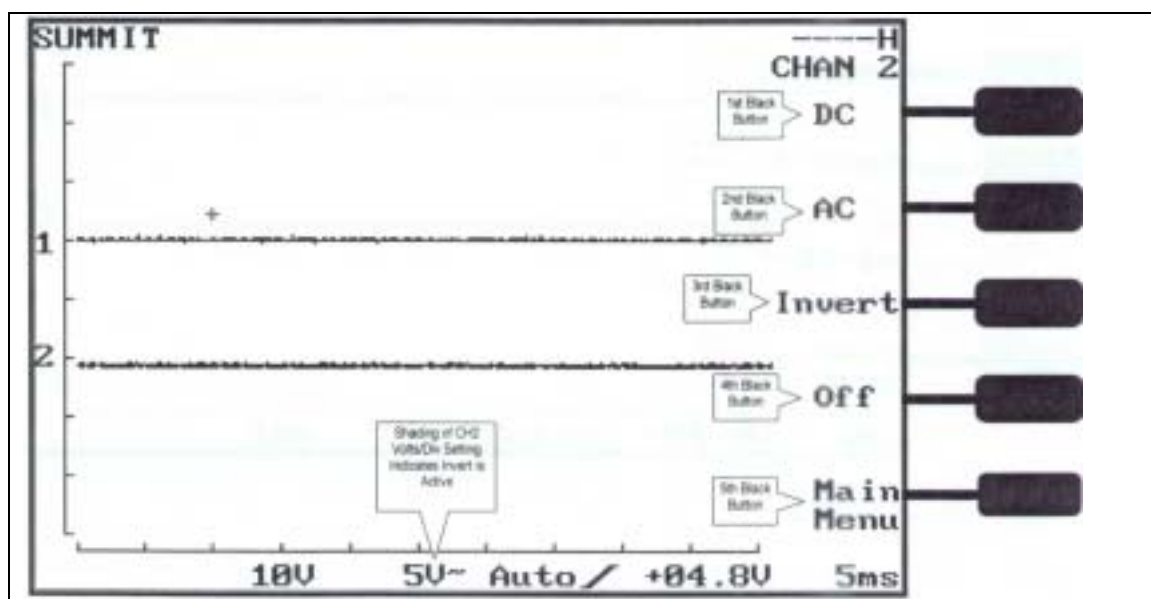 SUMMIT
----H
CHAN 2
1st Black
Button
DC
2nd Black
Button
AC
1
3rd Black
Button
Invert
2
4th Black
Button
Off
Shading of CH2
Volts/Div Setting
Indicates Invert is
Active
5th Black
Button
Main
Menu
10V 5V~ Auto/ +04.8V 5ms